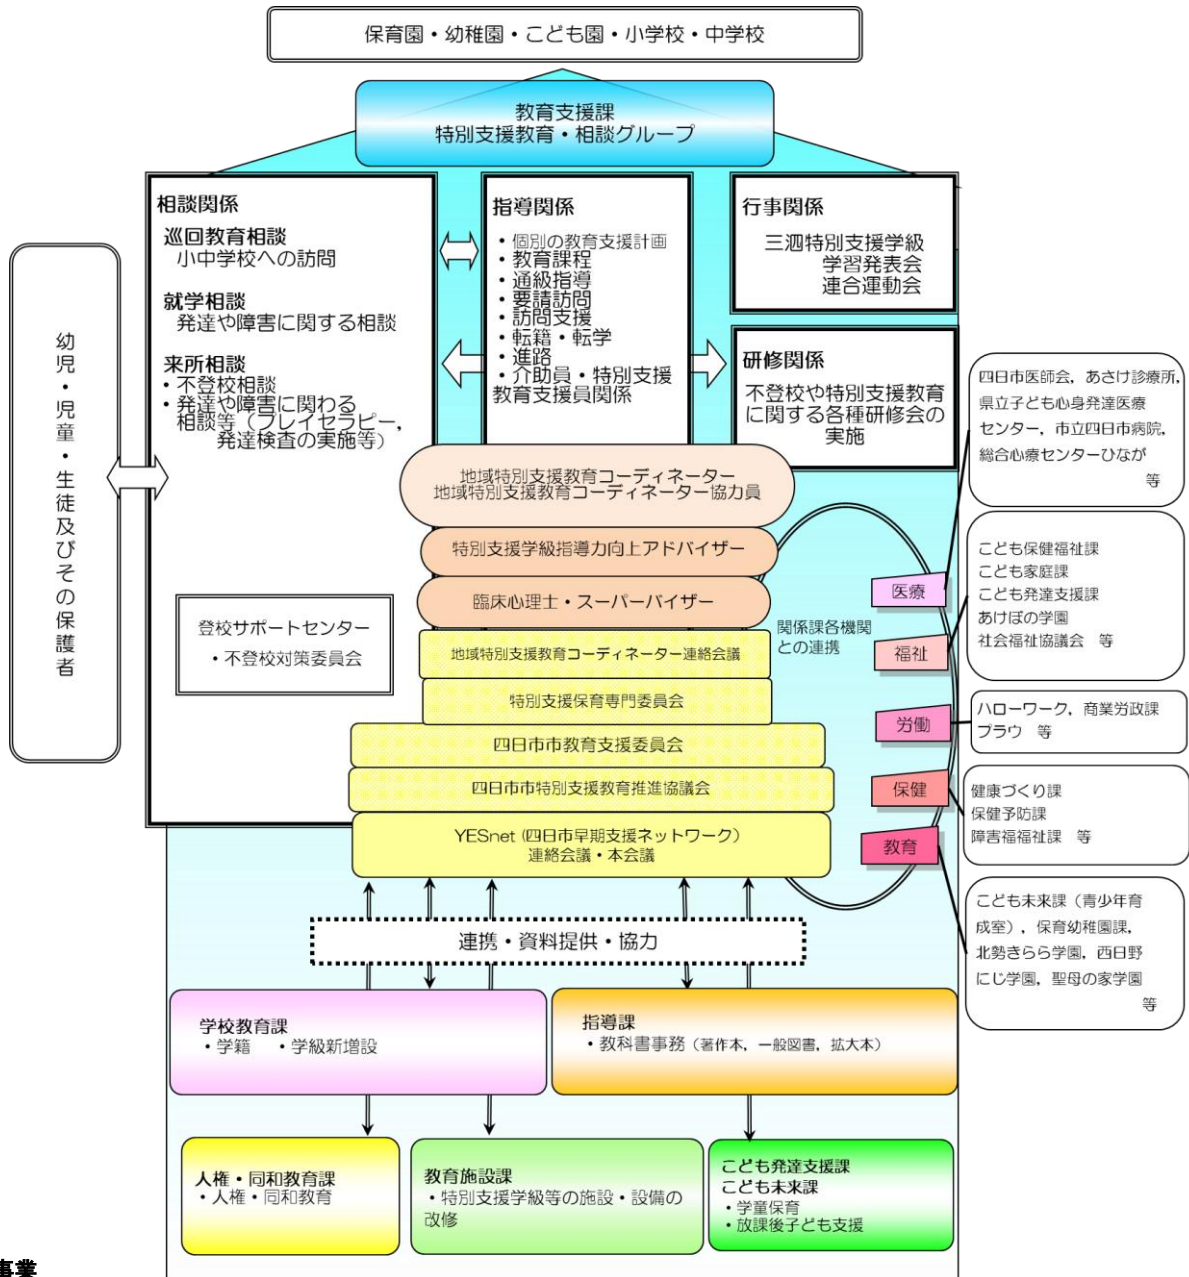 保育園・幼稚園・こども園・小学校・中学校
教育支援課
特別支援教育・相談グループ
幼児・児童・生徒及びその保護者
相談関係
巡回教育相談
小中学校への訪問
就学相談
発達や障害に関する相談
来所相談
・不登校相談
・発達や障害に関わる
相談等（プレイセラピー，
発達検査の実施等）
登校サポートセンター
・不登校対策委員会
指導関係
・個別の教育支援計画
・教育課程
・通級指導
・要請訪問
・訪問支援
・転籍・転学
・進路
・介助員・特別支援
教育支援員関係
行事関係
三泗特別支援学級
学習発表会
連合運動会
研修関係
不登校や特別支援教育
に関する各種研修会の
実施
地域特別支援教育コーディネーター
地域特別支援教育コーディネーター協力員
特別支援学級指導力向上アドバイザー
臨床心理士・スーパーバイザー
地域特別支援教育コーディネーター連絡会議
特別支援保育専門委員会
四日市市教育支援委員会
四日市市特別支援教育推進協議会
YESnet (四日市早期支援ネットワーク)
連絡会議・本会議
関係課各機関
との連携
医療
福祉
労働
保健
教育
四日市医師会，あさけ診療所，
県立子ども心身発達医療
センター，市立四日市病院，
総合心療センターひなが
等
こども保健福祉課
こども家庭課
こども発達支援課
あけぼの学園
社会福祉協議会　等
ハローワーク，商業労政課
プラウ　等
健康づくり課
保健予防課
障害福福祉課　等
こども未来課（青少年育
成室），保育幼稚園課，
北勢きらら学園，西日野
にじ学園，聖母の家学園
等
連携・資料提供・協力
学校教育課
・学籍　・学級新増設
指導課
・教科書事務（著作本，一般図書，拡大本）
人権・同和教育課
・人権・同和教育
教育施設課
・特別支援学級等の施設・設備の
改修
こども発達支援課
こども未来課
・学童保育
・放課後子ども支援
事業